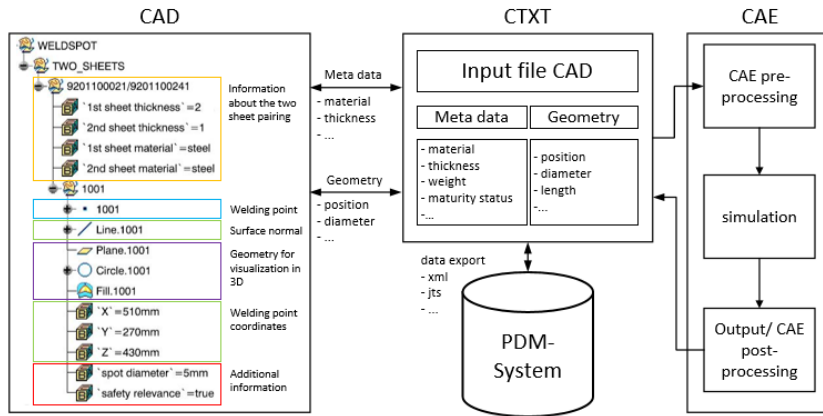 CAD
WELDSPOT
TWO_SHEETS
9201100021/9201100241
`1st sheet thickness`=2
`2nd sheet thickness`=1
`1st sheet material`=steel
`2nd sheet material`=steel
Information
about the two
sheet pairing
1001
1001
Welding point
Line.1001
Surface normal
Plane.1001
Circle.1001
Fill.1001
Geometry for
visualization in
3D
`X`=510mm
`Y`=270mm
`Z`=430mm
Welding point
coordinates
`spot diameter`=5mm
`safety relevance`=true
Additional
information
Meta data
- material
- thickness
- ...
Geometry
- position
- diameter
- ...
CTXT
Input file CAD
Meta data
- material
- thickness
- weight
- maturity status
-...
Geometry
- position
- diameter
- length
-...
data export
- xml
- jts
- ...
PDM-
System
CAE
CAE pre-
processing
simulation
Output/ CAE
post-
processing